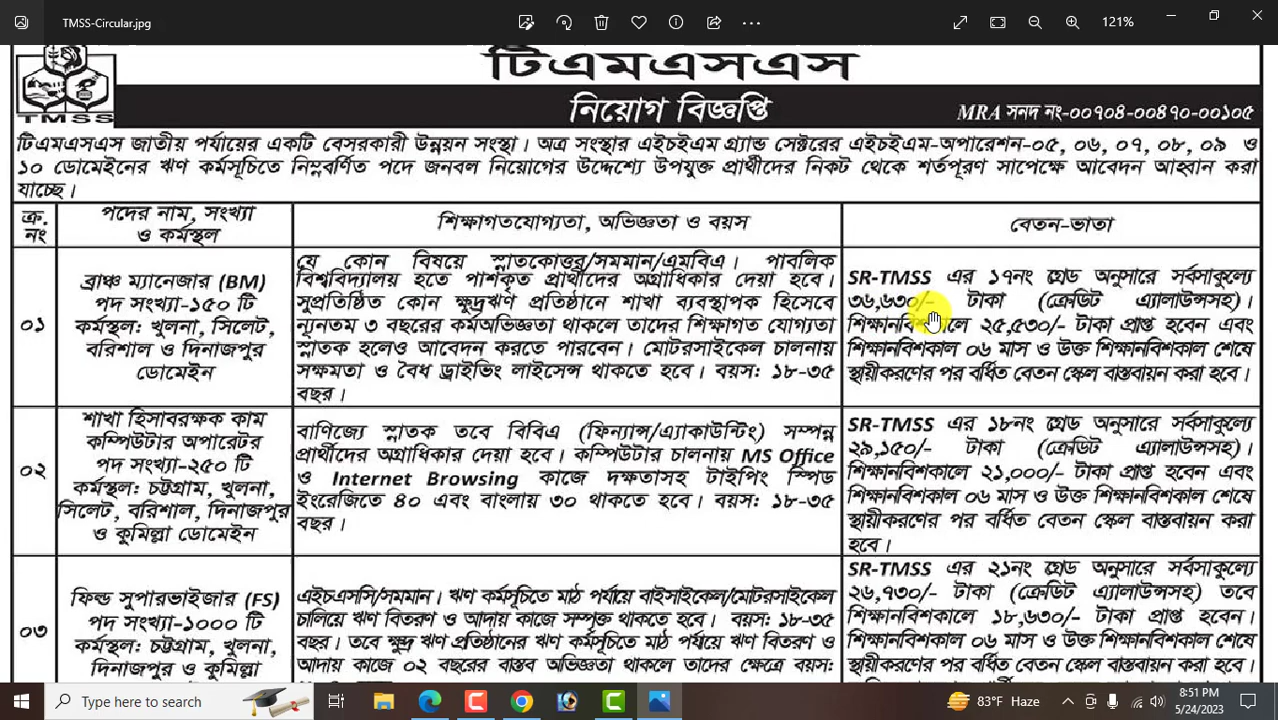 TMSS-Circular.jpg
121%
টিএমএসএস
TMSS
নিয়োগ বিজ্ঞপ্তি
MRA সনদ নং-০০৭০৪-০০৪৭০-০০১০৫
টিএমএসএস জাতীয় পর্যায়ের একটি বেসরকারী উন্নয়ন সংস্থা। অত্র সংস্থার এইচইএম গ্র্যান্ড সেক্টরের এইচইএম-অপারেশন-০৫, ০৬, ০৭, ০৮, ০৯ ও
১০ ডোমেইনের ঋণ কর্মসূচিতে নিম্নবর্ণিত পদে জনবল নিয়োগের উদ্দেশ্যে উপযুক্ত প্রার্থীদের নিকট থেকে শর্তপূরণ সাপেক্ষে আবেদন আহ্বান করা
যাচ্ছে।
ক্র.
নং
পদের নাম, সংখ্যা
ও কর্মস্থল
শিক্ষাগতযোগ্যতা, অভিজ্ঞতা ও বয়স
বেতন-ভাতা
০১
ব্রাঞ্চ ম্যানেজার (BM)
পদ সংখ্যা-১৫০ টি
কর্মস্থল: খুলনা, সিলেট,
বরিশাল ও দিনাজপুর
ডোমেইন
যে কোন বিষয়ে স্নাতকোত্তর/সমমান/এমবিএ। পাবলিক
বিশ্ববিদ্যালয় হতে পাশকৃত প্রার্থীদের অগ্রাধিকার দেয়া হবে।
সুপ্রতিষ্ঠিত কোন ক্ষুদ্রঋণ প্রতিষ্ঠানে শাখা ব্যবস্থাপক হিসেবে
ন্যূনতম ৩ বছরের কর্মঅভিজ্ঞতা থাকলে তাদের শিক্ষাগত যোগ্যতা
স্নাতক হলেও আবেদন করতে পারবেন। মোটরসাইকেল চালনায়
সক্ষমতা ও বৈধ ড্রাইভিং লাইসেন্স থাকতে হবে। বয়স: ১৮-৩৫
বছর।
SR-TMSS এর ১৭নং গ্রেড অনুসারে সর্বসাকুল্যে
৩৬,৬৩০/- টাকা (ক্রেডিট এ্যালাউন্সসহ)।
শিক্ষানবিশকালে ২৫,৫৩০/- টাকা প্রাপ্ত হবেন এবং
শিক্ষানবিশকাল ০৬ মাস ও উক্ত শিক্ষানবিশকাল শেষে
স্থায়ীকরণের পর বর্ধিত বেতন স্কেল বাস্তবায়ন করা হবে।
০২
শাখা হিসাবরক্ষক কাম
কম্পিউটার অপারেটর
পদ সংখ্যা-২৫০ টি
কর্মস্থল: চট্টগ্রাম, খুলনা,
সিলেট, বরিশাল, দিনাজপুর
ও কুমিল্লা ডোমেইন
বাণিজ্যে স্নাতক তবে বিবিএ (ফিন্যান্স/এ্যাকাউন্টিং) সম্পন্ন
প্রার্থীদের অগ্রাধিকার দেয়া হবে। কম্পিউটার চালনায় MS Office
ও Internet Browsing কাজে দক্ষতাসহ টাইপিং স্পিড
ইংরেজিতে ৪০ এবং বাংলায় ৩০ থাকতে হবে। বয়স: ১৮-৩৫
বছর।
SR-TMSS এর ১৮নং গ্রেড অনুসারে সর্বসাকুল্যে
২৯,১৫০/- টাকা (ক্রেডিট এ্যালাউন্সসহ)।
শিক্ষানবিশকালে ২১,০০০/- টাকা প্রাপ্ত হবেন এবং
শিক্ষানবিশকাল ০৬ মাস ও উক্ত শিক্ষানবিশকাল শেষে
স্থায়ীকরণের পর বর্ধিত বেতন স্কেল বাস্তবায়ন করা
হবে।
০৩
ফিল্ড সুপারভাইজার (FS)
পদ সংখ্যা-১০০০ টি
কর্মস্থল: চট্টগ্রাম, খুলনা,
দিনাজপুর ও কুমিল্লা
এইচএসসি/সমমান। ঋণ কর্মসূচিতে মাঠ পর্যায়ে বাইসাইকেল/মোটরসাইকেল
চালিয়ে ঋণ বিতরণ ও আদায় কাজে সম্পৃক্ত থাকতে হবে। বয়স: ১৮-৩৫
বছর। তবে ক্ষুদ্র ঋণ প্রতিষ্ঠানের ঋণ কর্মসূচিতে মাঠ পর্যায়ে ঋণ বিতরণ ও
আদায় কাজে ০২ বছরের বাস্তব অভিজ্ঞতা থাকলে তাদের ক্ষেত্রে বয়স:
SR-TMSS এর ২১নং গ্রেড অনুসারে সর্বসাকুল্যে
২৬,৭৩০/- টাকা (ক্রেডিট এ্যালাউন্সসহ) তবে
শিক্ষানবিশকালে ১৮,৬৩০/- টাকা প্রাপ্ত হবেন।
শিক্ষানবিশকাল ০৬ মাস ও উক্ত শিক্ষানবিশকাল শেষে
স্থায়ীকরণের পর বর্ধিত বেতন স্কেল বাস্তবায়ন করা হবে।
Type here to search
83°F Haze
8:51 PM
5/24/2023